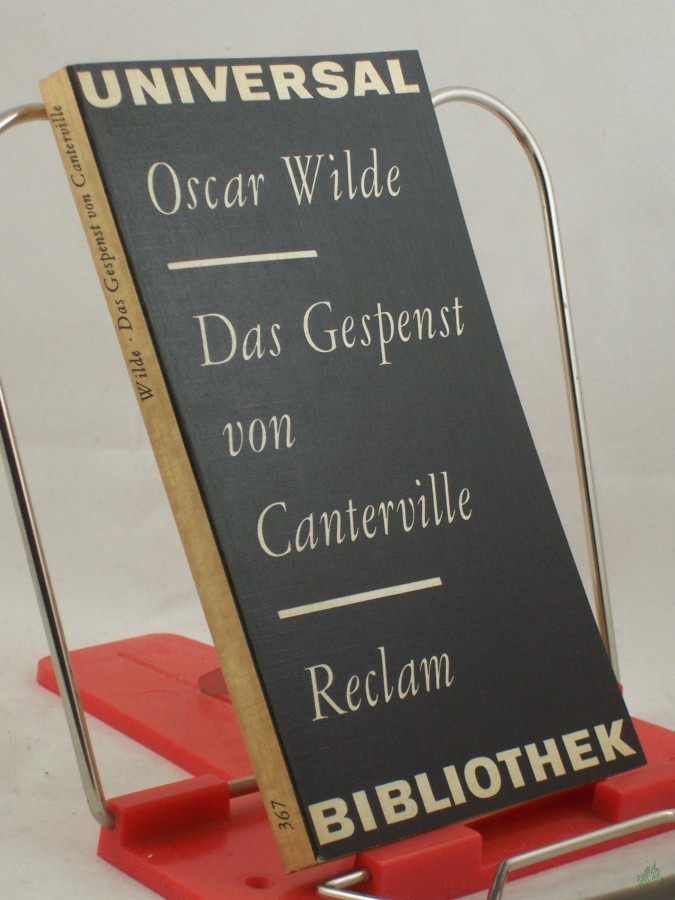 UNIVERSAL
Oscar Wilde
Das Gespenst
von
Canterville
Reclam
BIBLIOTHEK
Wilde · Das Gespenst von Canterville
367